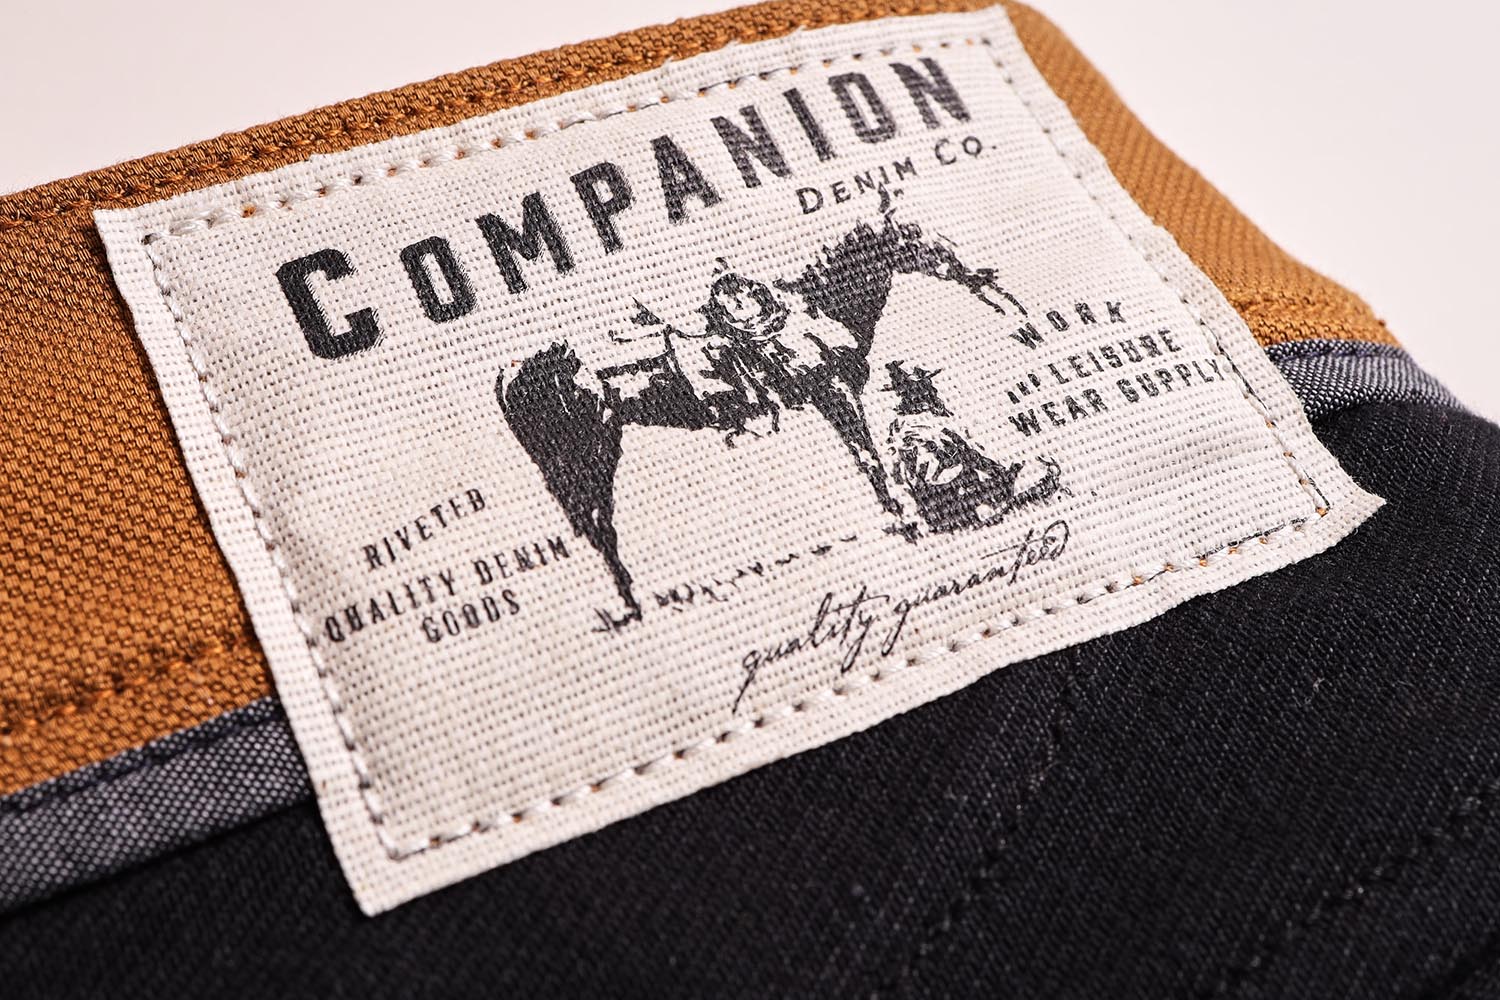 COMPANION
DENIM CO.
WORK
AND LEISURE
WEAR SUPPLY
RIVETED
QUALITY DENIM
GOODS
quality guaranteed